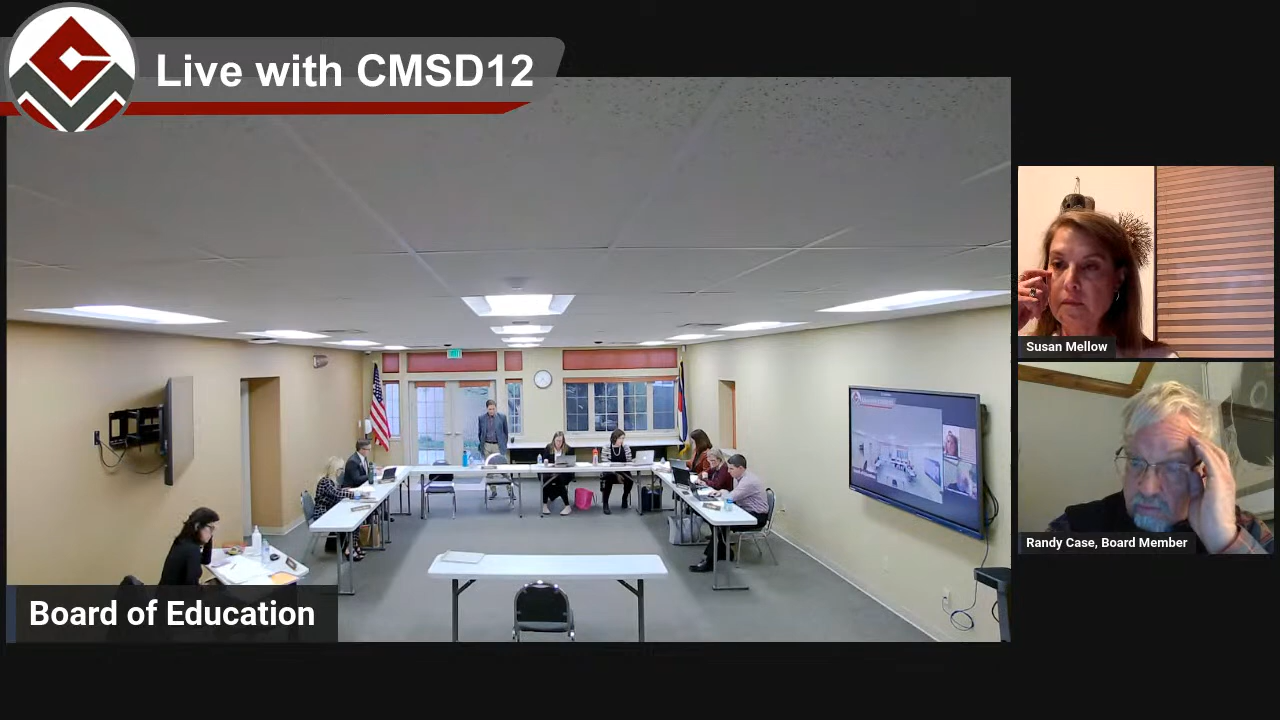 Live with CMSD12
Susan Mellow
Randy Case, Board Member
Board of Education